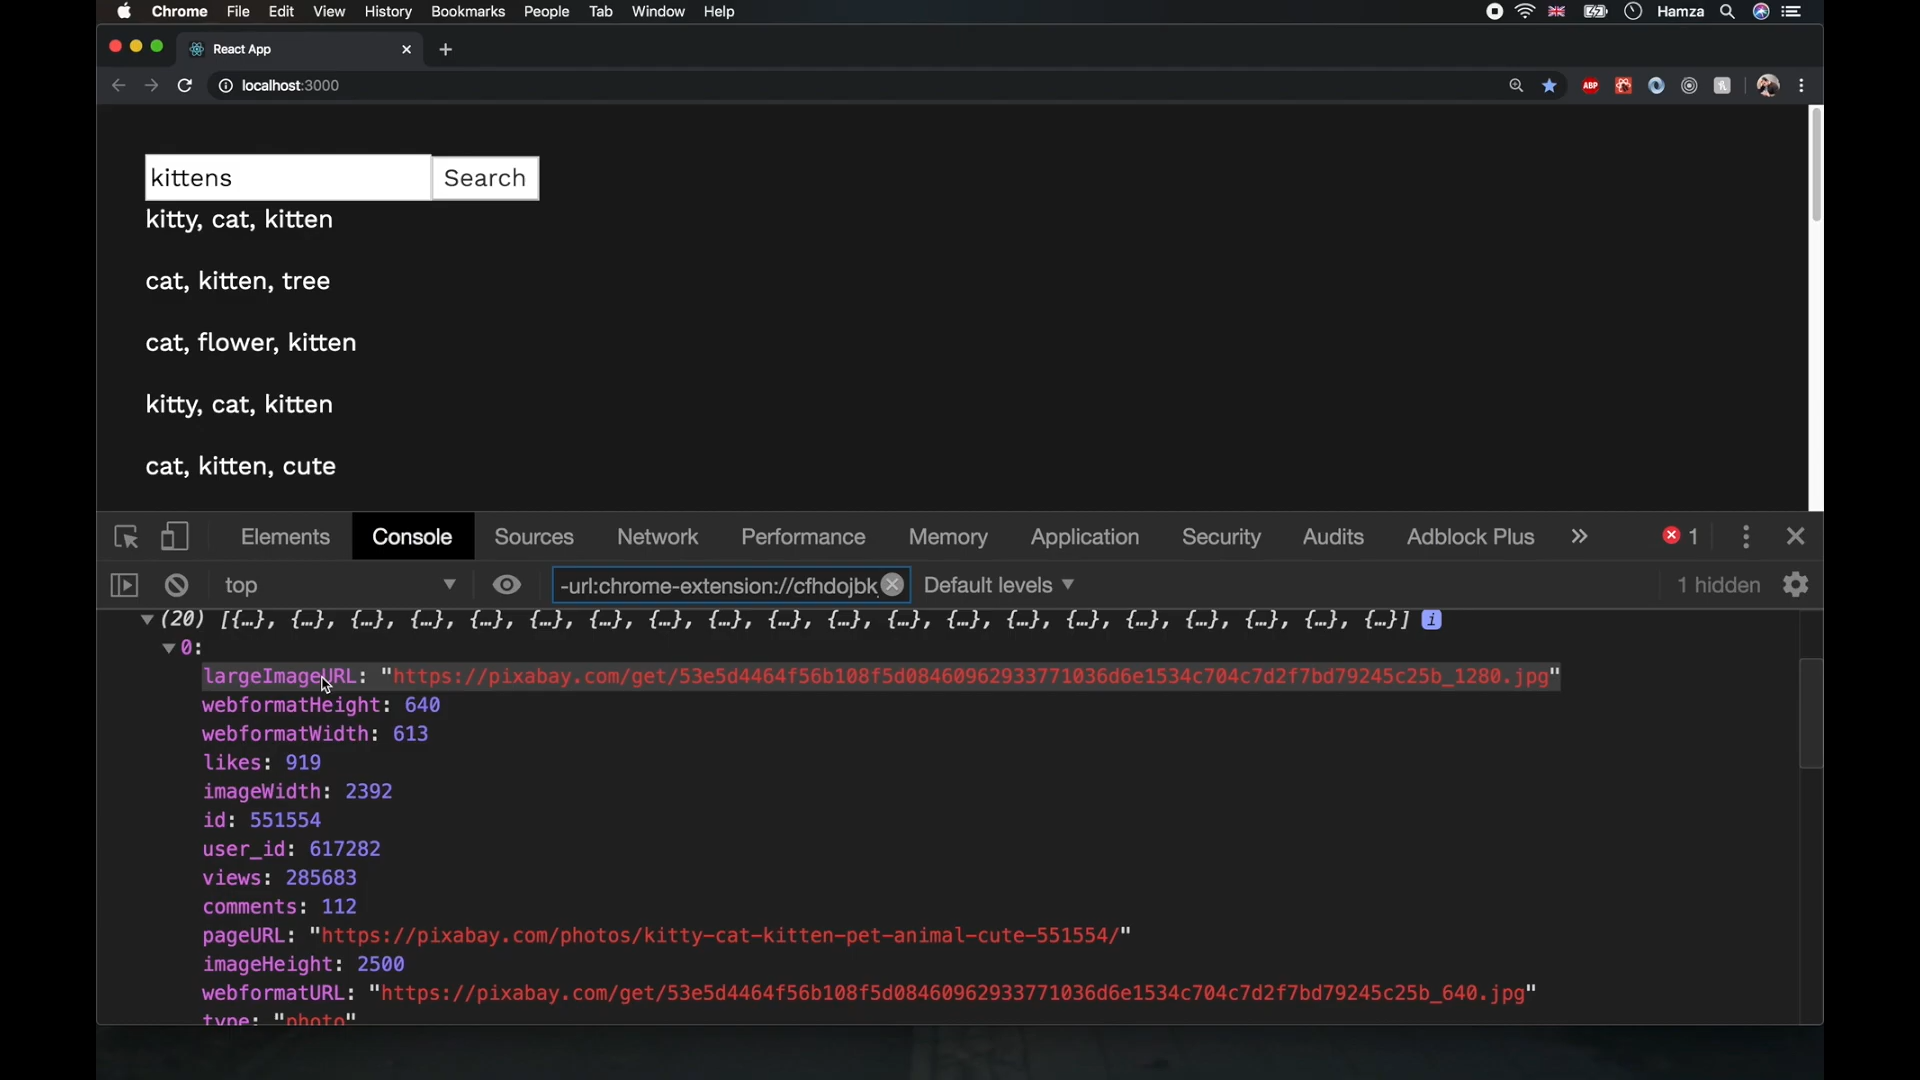 Chrome File Edit View History Bookmarks People Tab Window Help Hamza
React App
localhost:3000
ABP
kittens Search
kitty, cat, kitten
cat, kitten, tree
cat, flower, kitten
kitty, cat, kitten
cat, kitten, cute
Elements Console Sources Network Performance Memory Application Security Audits Adblock Plus 1
top -url:chrome-extension://cfhdojbk Default levels 1 hidden
(20) [{…}, {…}, {…}, {…}, {…}, {…}, {…}, {…}, {…}, {…}, {…}, {…}, {…}, {…}, {…}, {…}, {…}, {…}, {…}, {…}] i
0:
largeImageURL: "https://pixabay.com/get/53e5d4464f56b108f5d08460962933771036d6e1534c704c7d2f7bd79245c25b_1280.jpg"
webformatHeight: 640
webformatWidth: 613
likes: 919
imageWidth: 2392
id: 551554
user_id: 617282
views: 285683
comments: 112
pageURL: "https://pixabay.com/photos/kitty-cat-kitten-pet-animal-cute-551554/"
imageHeight: 2500
webformatURL: "https://pixabay.com/get/53e5d4464f56b108f5d08460962933771036d6e1534c704c7d2f7bd79245c25b_640.jpg"
type: "photo"